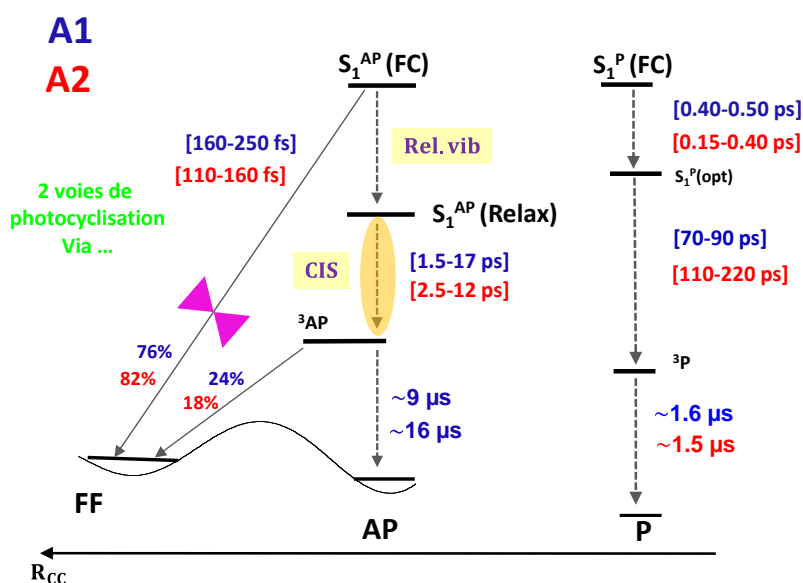 A1
A2
S₁ᴬᴾ (FC)
S₁ᴾ (FC)
[160-250 fs]
[110-160 fs]
Rel. vib
[0.40-0.50 ps]
[0.15-0.40 ps]
S₁ᴾ(opt)
2 voies de
photocyclisation
Via ...
S₁ᴬᴾ (Relax)
CIS
[1.5-17 ps]
[2.5-12 ps]
[70-90 ps]
[110-220 ps]
³AP
76%
82%
24%
18%
³P
~9 µs
~16 µs
~1.6 µs
~1.5 µs
FF
AP
P
R_CC